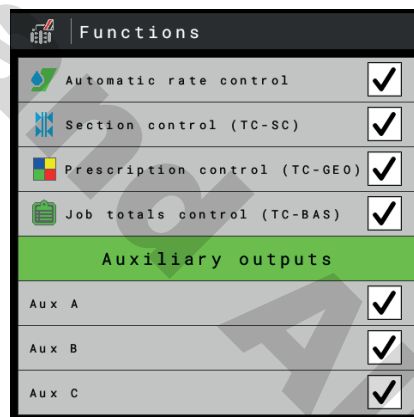 Functions
Automatic rate control
Section control (TC-SC)
Prescription control (TC-GEO)
Job totals control (TC-BAS)
Auxiliary outputs
Aux A
Aux B
Aux C